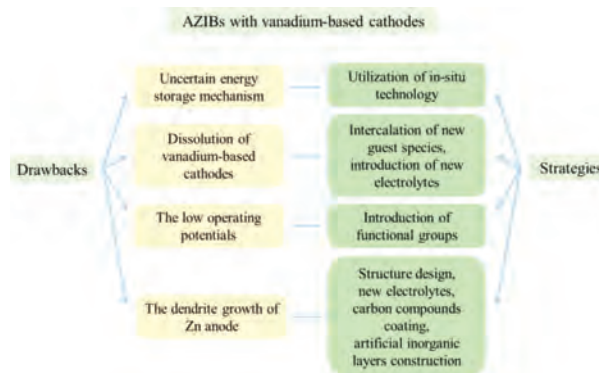 AZIBs with vanadium-based cathodes
Uncertain energy
storage mechanism
Utilization of in-situ
technology
Dissolution of
vanadium-based
cathodes
Intercalation of new
guest species,
introduction of new
electrolytes
Drawbacks
Strategies
The low operating
potentials
Introduction of
functional groups
The dendrite growth of
Zn anode
Structure design,
new electrolytes,
carbon compounds
coating,
artificial inorganic
layers construction